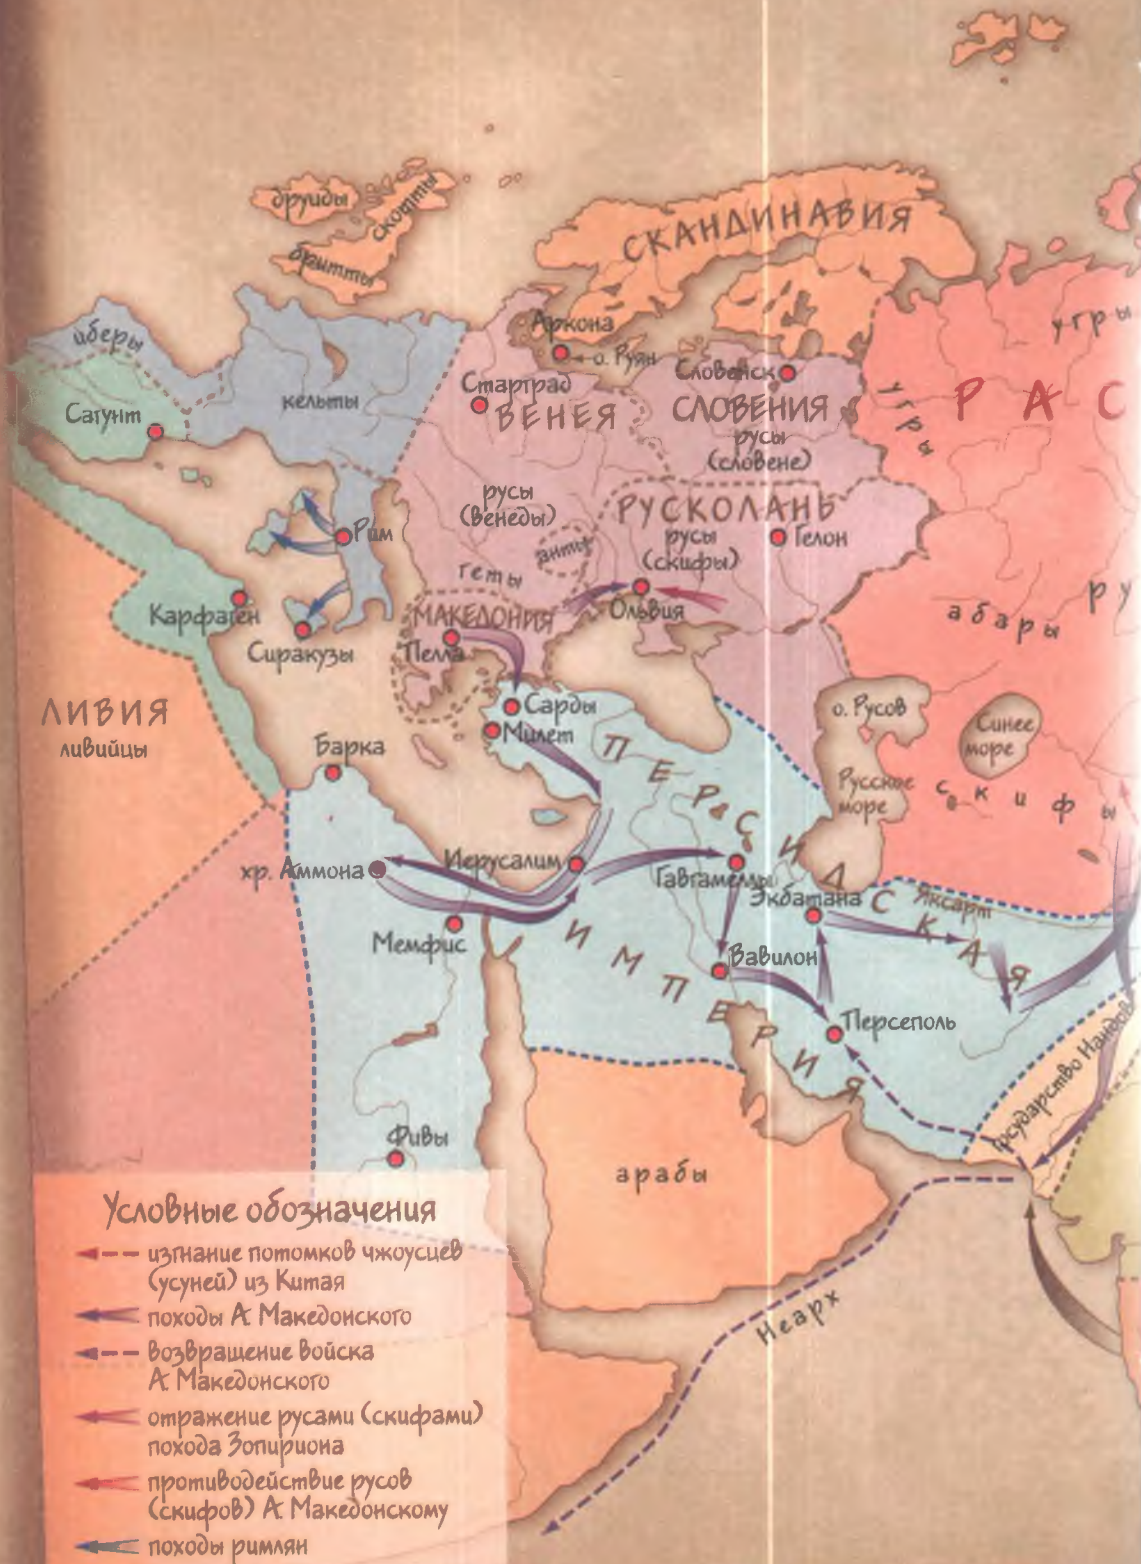 друиды
скотты
бритты
СКАНДИНАВИЯ
угры
иберы
Аркона
о. Руян
Словенск
Старград
кельты
ВЕНЕЯ
СЛОВЕНИЯ
русы
(словене)
угры
РАС
Сагунт
русы
(венеды)
РУСКОЛАНЬ
русы
(скифы)
Гелон
Рим
анты
геты
Карфаген
МАКЕДОНИЯ
Ольвия
абары
РУ
Сиракузы
Пелла
ЛИВИЯ
ливийцы
Сарды
Милет
о. Русов
Синее
море
Барка
Русское
море
скифы
ПЕРСИДСКАЯ
ИМПЕРИЯ
хр. Аммона
Иерусалим
Гавгамеллы
Экбатана
Яксарт
Мемфис
Вавилон
Персеполь
Государство Нандов
Фивы
арабы
Неарх
Условные обозначения
изгнание потомков чжоусцев
(усуней) из Китая
походы А. Македонского
возвращение войска
А. Македонского
отражение русами (скифами)
похода Зопириона
противодействие русов
(скифов) А. Македонскому
походы римлян